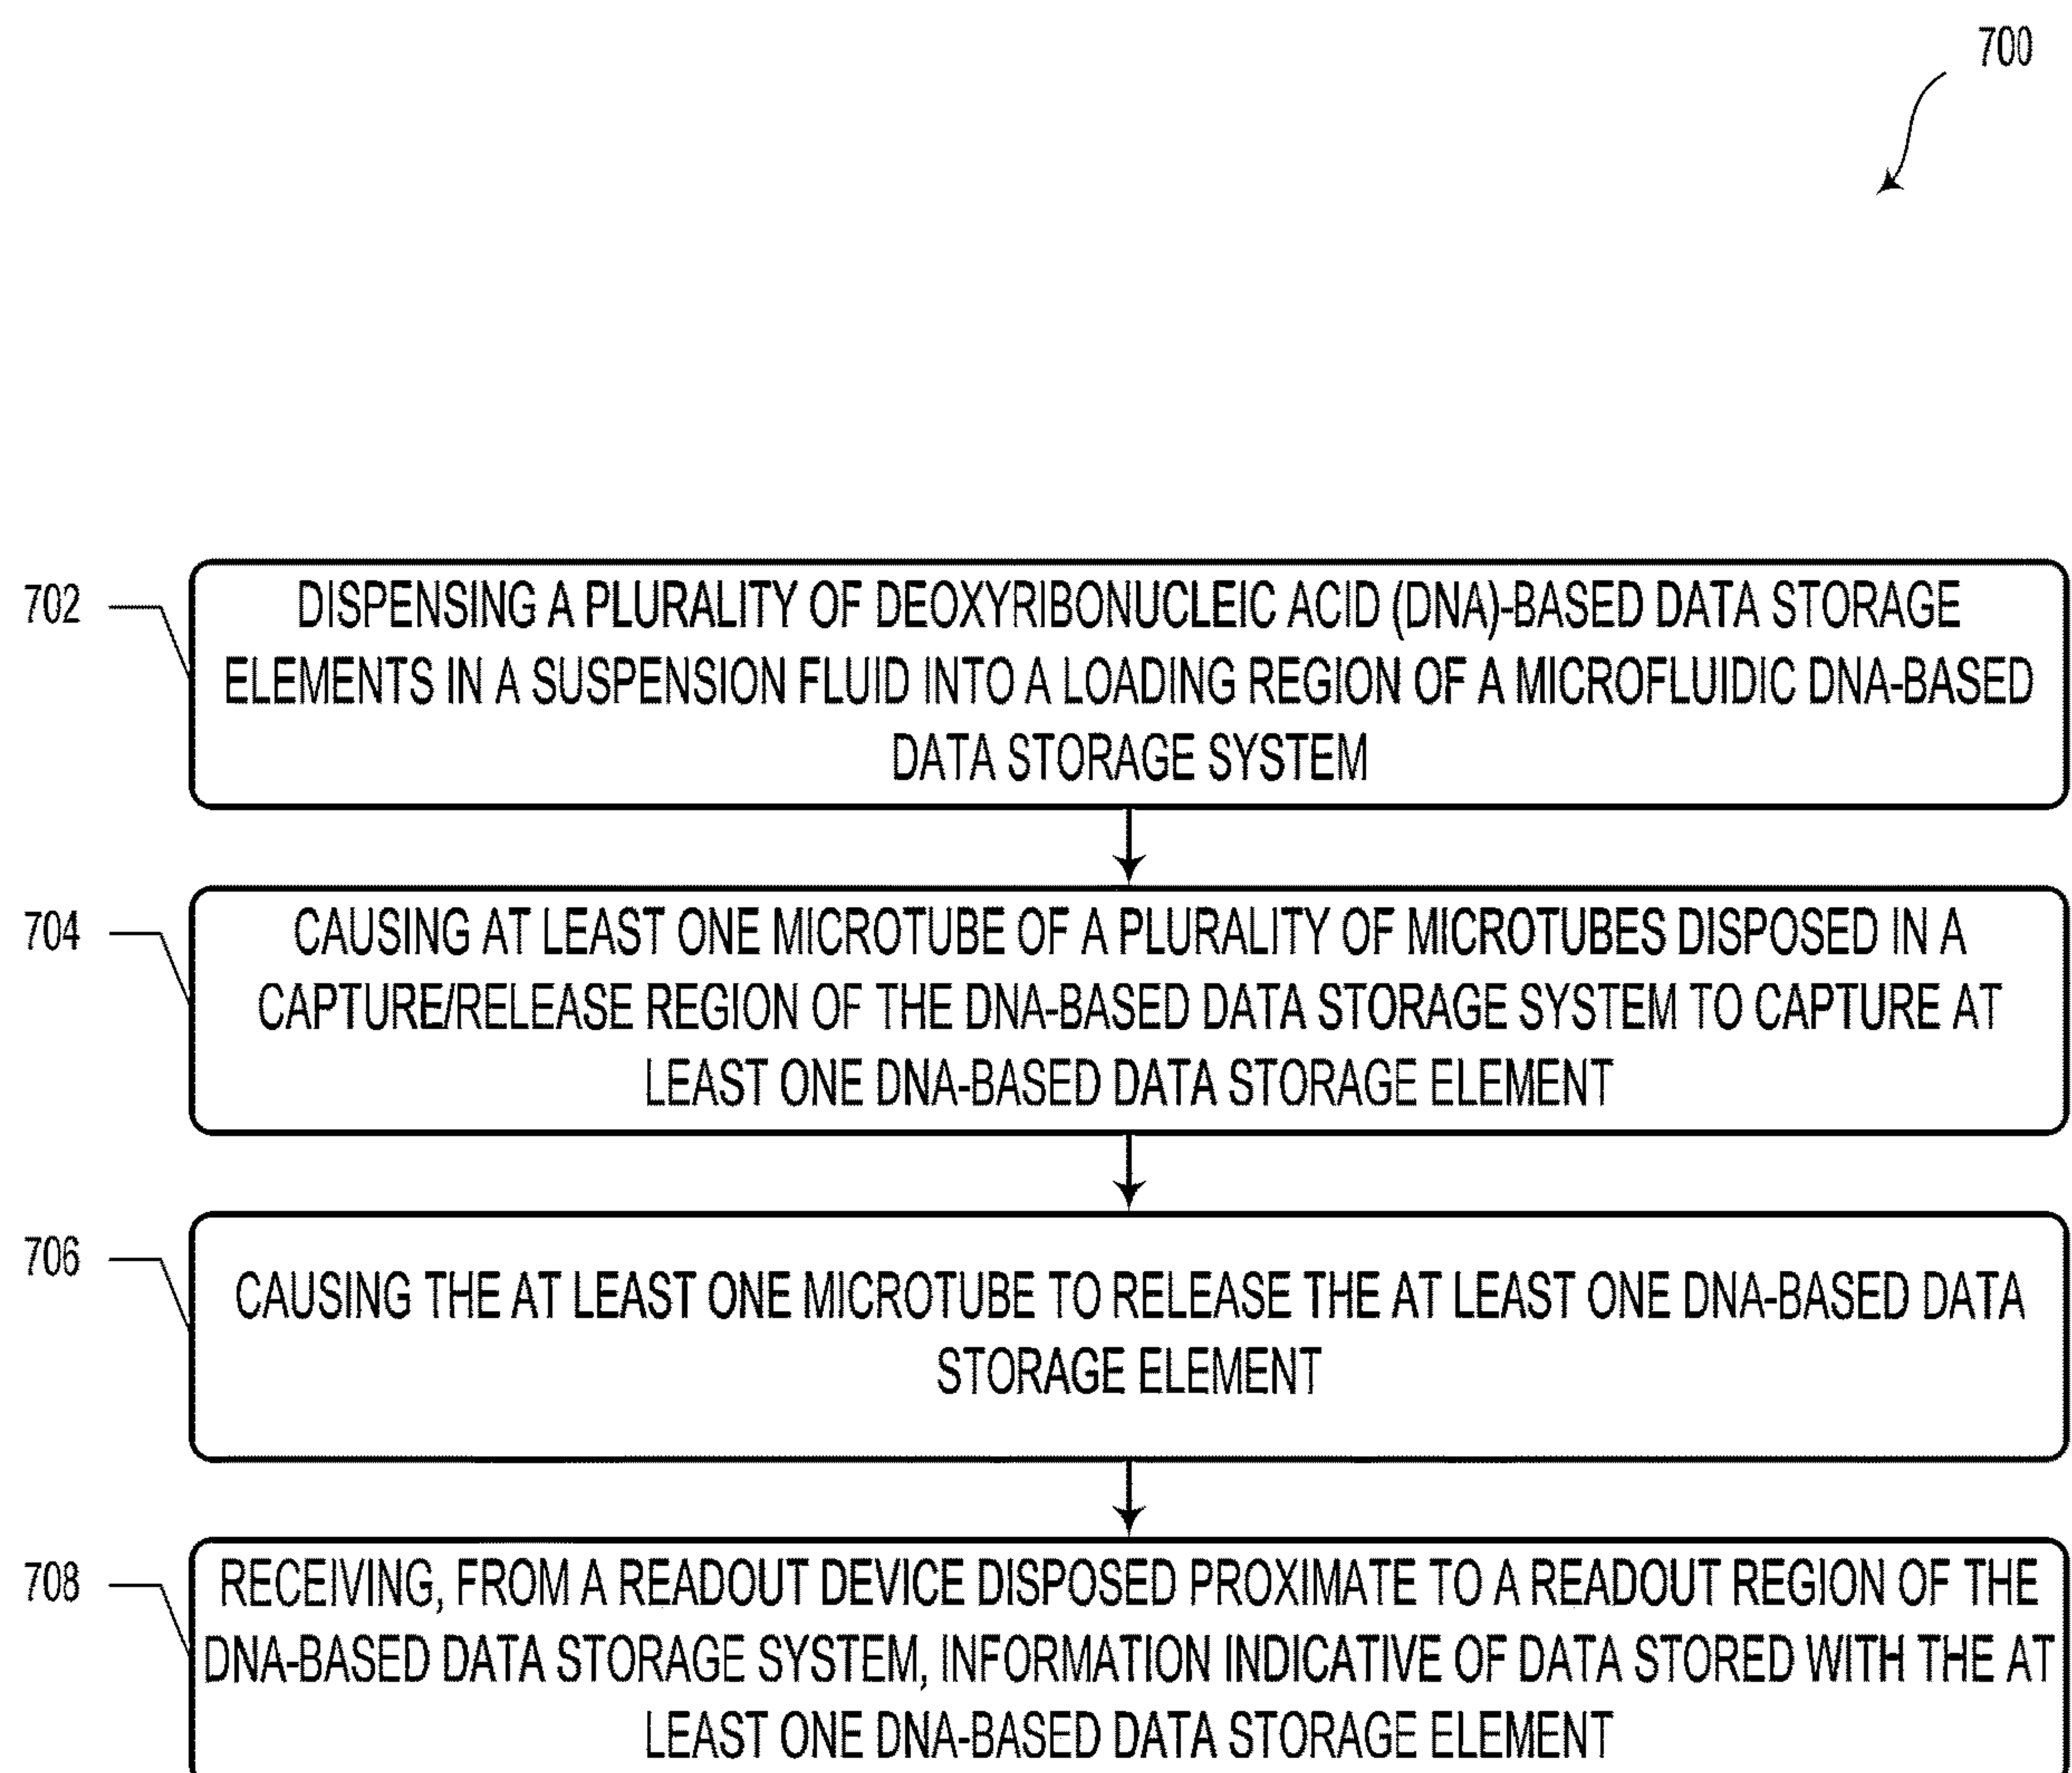 700
702
DISPENSING A PLURALITY OF DEOXYRIBONUCLEIC ACID (DNA)-BASED DATA STORAGE
ELEMENTS IN A SUSPENSION FLUID INTO A LOADING REGION OF A MICROFLUIDIC DNA-BASED
DATA STORAGE SYSTEM
704
CAUSING AT LEAST ONE MICROTUBE OF A PLURALITY OF MICROTUBES DISPOSED IN A
CAPTURE/RELEASE REGION OF THE DNA-BASED DATA STORAGE SYSTEM TO CAPTURE AT
LEAST ONE DNA-BASED DATA STORAGE ELEMENT
706
CAUSING THE AT LEAST ONE MICROTUBE TO RELEASE THE AT LEAST ONE DNA-BASED DATA
STORAGE ELEMENT
708
RECEIVING, FROM A READOUT DEVICE DISPOSED PROXIMATE TO A READOUT REGION OF THE
DNA-BASED DATA STORAGE SYSTEM, INFORMATION INDICATIVE OF DATA STORED WITH THE AT
LEAST ONE DNA-BASED DATA STORAGE ELEMENT